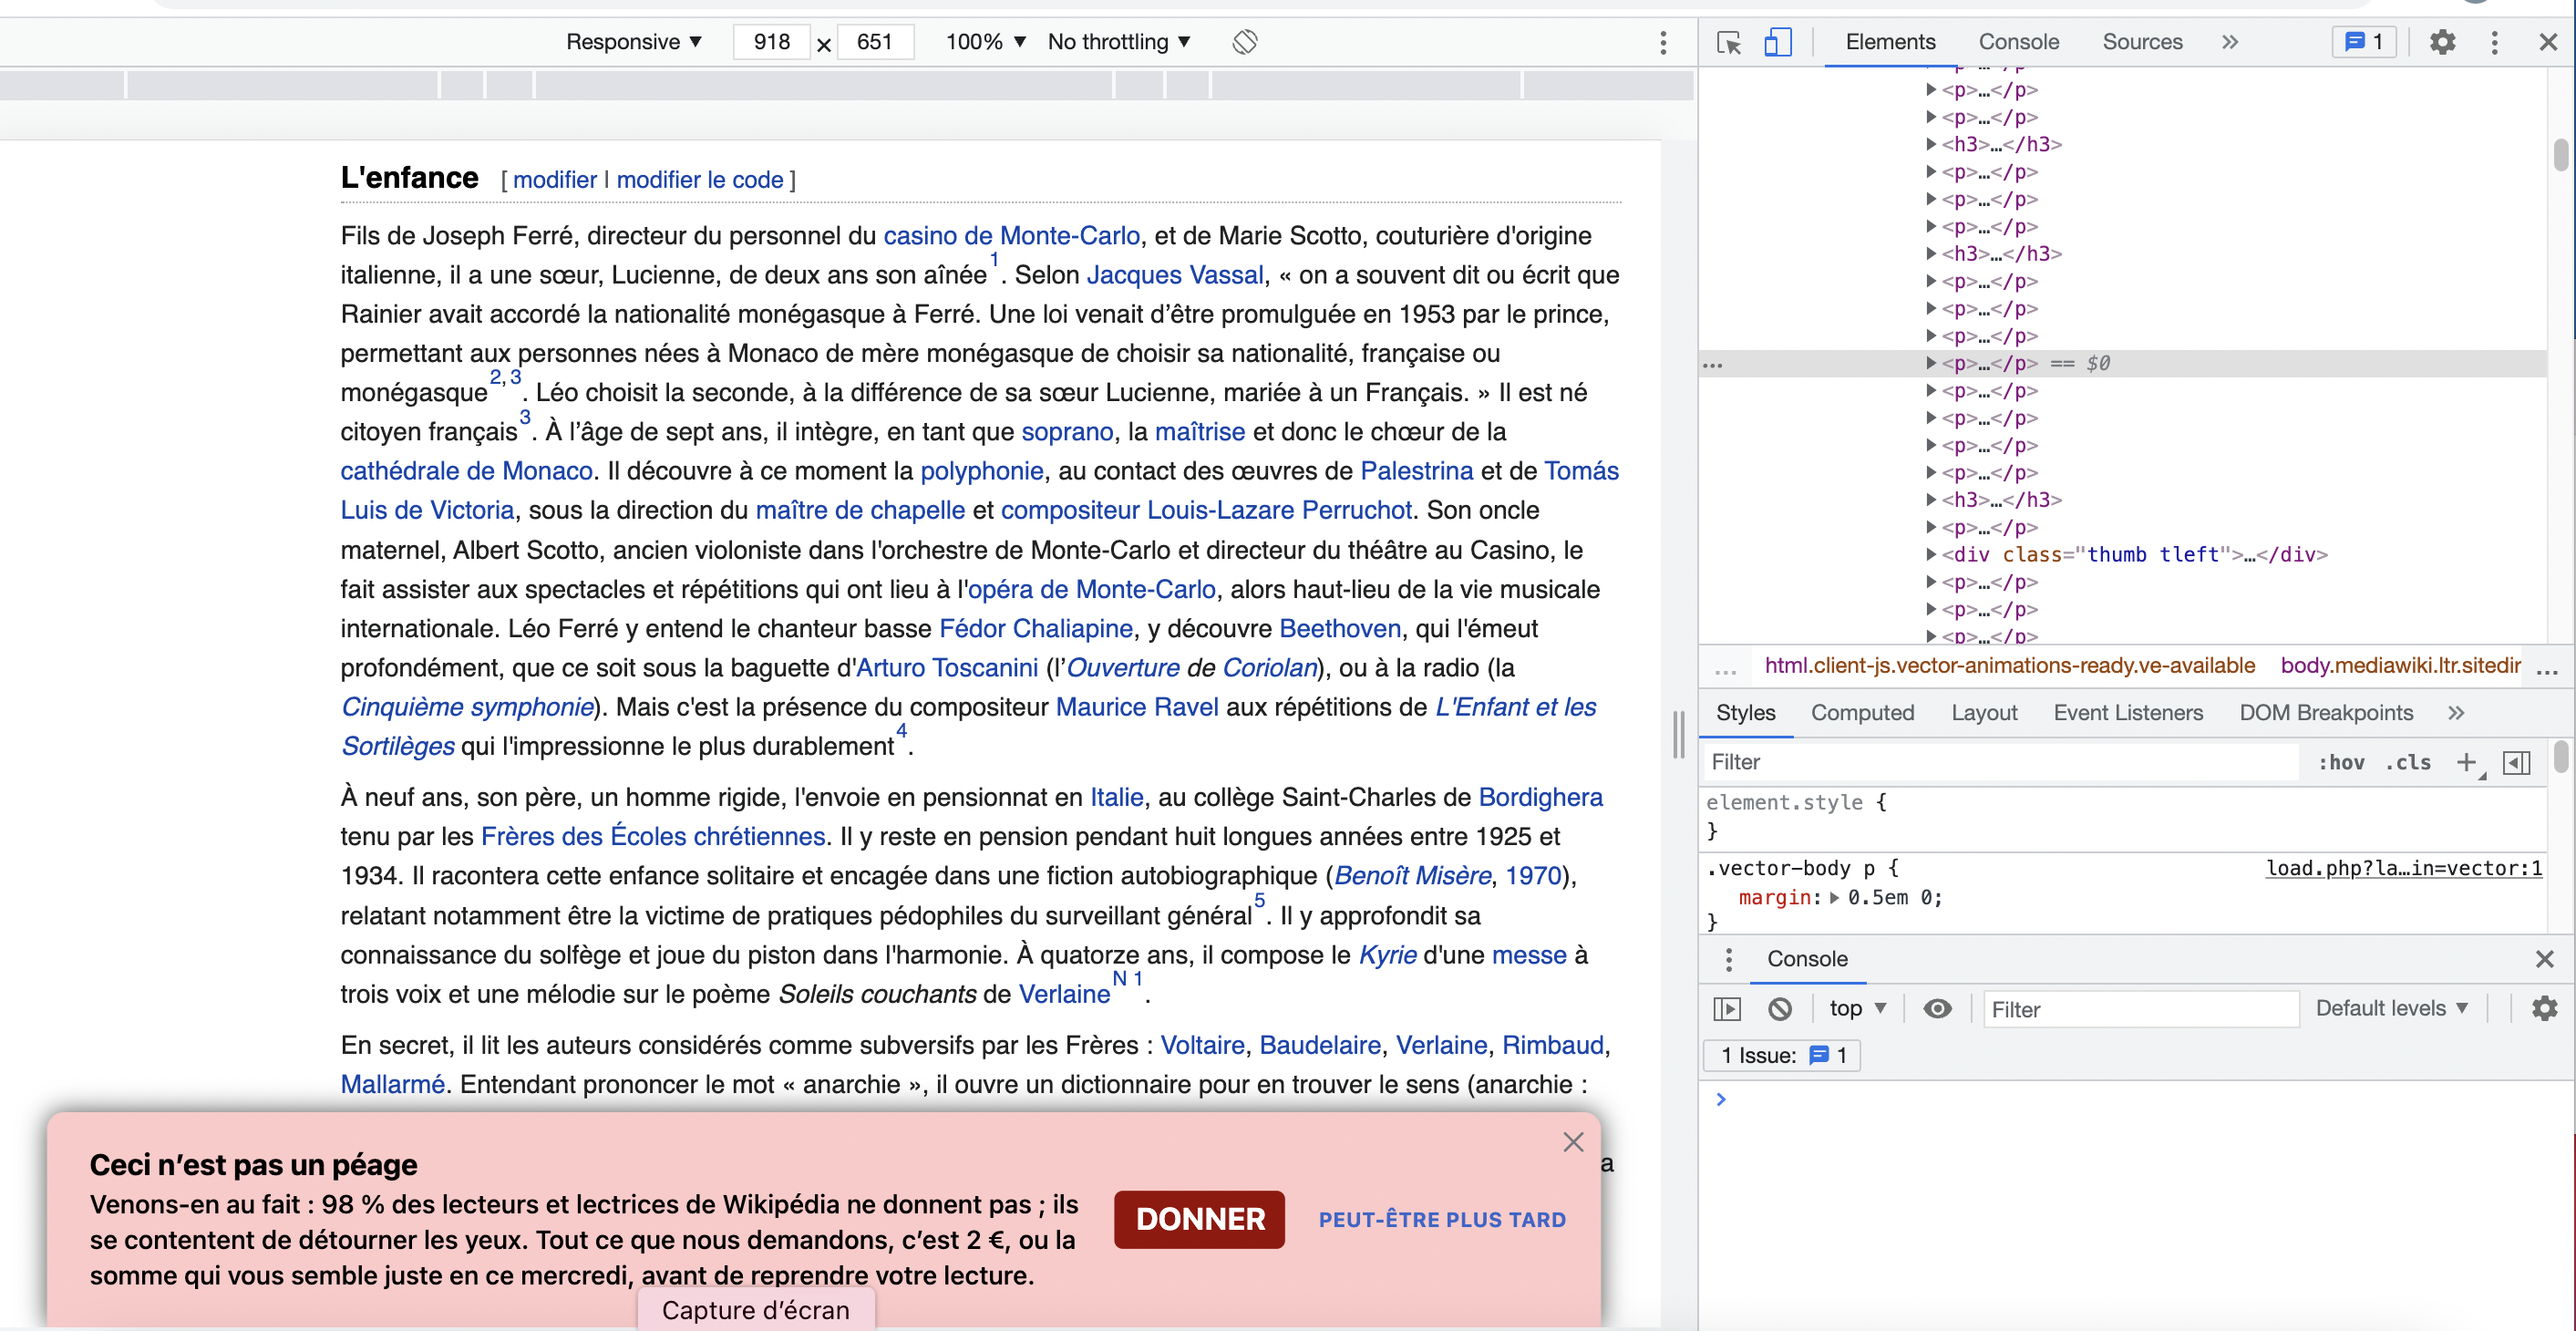 Responsive ▼ 918 × 651 100% ▼ No throttling ▼
L'enfance [ modifier | modifier le code ]
Fils de Joseph Ferré, directeur du personnel du casino de Monte-Carlo, et de Marie Scotto, couturière d'origine
italienne, il a une sœur, Lucienne, de deux ans son aînée1. Selon Jacques Vassal, « on a souvent dit ou écrit que
Rainier avait accordé la nationalité monégasque à Ferré. Une loi venait d’être promulguée en 1953 par le prince,
permettant aux personnes nées à Monaco de mère monégasque de choisir sa nationalité, française ou
monégasque2,3. Léo choisit la seconde, à la différence de sa sœur Lucienne, mariée à un Français. » Il est né
citoyen français3. À l’âge de sept ans, il intègre, en tant que soprano, la maîtrise et donc le chœur de la
cathédrale de Monaco. Il découvre à ce moment la polyphonie, au contact des œuvres de Palestrina et de Tomás
Luis de Victoria, sous la direction du maître de chapelle et compositeur Louis-Lazare Perruchot. Son oncle
maternel, Albert Scotto, ancien violoniste dans l'orchestre de Monte-Carlo et directeur du théâtre au Casino, le
fait assister aux spectacles et répétitions qui ont lieu à l'opéra de Monte-Carlo, alors haut-lieu de la vie musicale
internationale. Léo Ferré y entend le chanteur basse Fédor Chaliapine, y découvre Beethoven, qui l'émeut
profondément, que ce soit sous la baguette d'Arturo Toscanini (l’Ouverture de Coriolan), ou à la radio (la
Cinquième symphonie). Mais c'est la présence du compositeur Maurice Ravel aux répétitions de L'Enfant et les
Sortilèges qui l'impressionne le plus durablement4.
À neuf ans, son père, un homme rigide, l'envoie en pensionnat en Italie, au collège Saint-Charles de Bordighera
tenu par les Frères des Écoles chrétiennes. Il y reste en pension pendant huit longues années entre 1925 et
1934. Il racontera cette enfance solitaire et encagée dans une fiction autobiographique (Benoît Misère, 1970),
relatant notamment être la victime de pratiques pédophiles du surveillant général5. Il y approfondit sa
connaissance du solfège et joue du piston dans l'harmonie. À quatorze ans, il compose le Kyrie d'une messe à
trois voix et une mélodie sur le poème Soleils couchants de VerlaineN 1.
En secret, il lit les auteurs considérés comme subversifs par les Frères : Voltaire, Baudelaire, Verlaine, Rimbaud,
Mallarmé. Entendant prononcer le mot « anarchie », il ouvre un dictionnaire pour en trouver le sens (anarchie :
a
Ceci n’est pas un péage
Venons-en au fait : 98 % des lecteurs et lectrices de Wikipédia ne donnent pas ; ils
se contentent de détourner les yeux. Tout ce que nous demandons, c’est 2 €, ou la
somme qui vous semble juste en ce mercredi, avant de reprendre votre lecture.
DONNER
PEUT-ÊTRE PLUS TARD
Capture d’écran
Elements Console Sources » 1
<p>…</p>
<p>…</p>
<h3>…</h3>
<p>…</p>
<p>…</p>
<p>…</p>
<h3>…</h3>
<p>…</p>
<p>…</p>
<p>…</p>
… <p>…</p> == $0
<p>…</p>
<p>…</p>
<p>…</p>
<p>…</p>
<h3>…</h3>
<p>…</p>
<div class="thumb tleft">…</div>
<p>…</p>
<p>…</p>
<p>…</p>
… html.client-js.vector-animations-ready.ve-available body.mediawiki.ltr.sitedir …
Styles Computed Layout Event Listeners DOM Breakpoints »
Filter :hov .cls +
element.style {
}
.vector-body p { load.php?la…in=vector:1
margin: 0.5em 0;
}
Console
top ▼ Filter Default levels ▼
1 Issue: 1
>